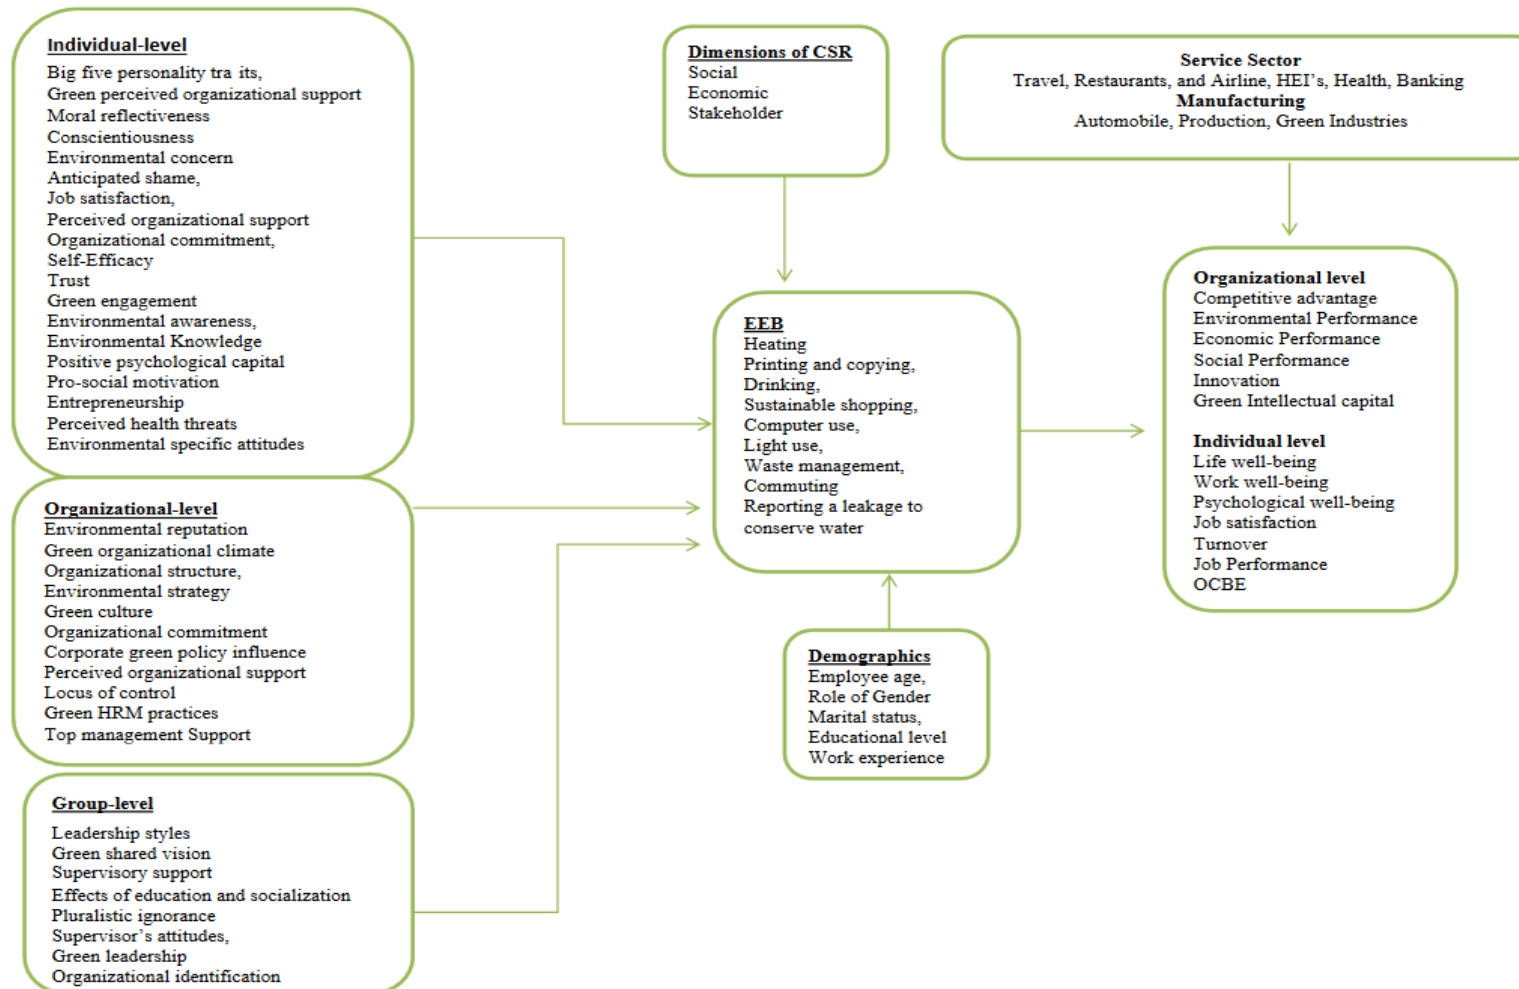 Individual-level
Big five personality tra its,
Green perceived organizational support
Moral reflectiveness
Conscientiousness
Environmental concern
Anticipated shame,
Job satisfaction,
Perceived organizational support
Organizational commitment,
Self-Efficacy
Trust
Green engagement
Environmental awareness,
Environmental Knowledge
Positive psychological capital
Pro-social motivation
Entrepreneurship
Perceived health threats
Environmental specific attitudes
Organizational-level
Environmental reputation
Green organizational climate
Organizational structure,
Environmental strategy
Green culture
Organizational commitment
Corporate green policy influence
Perceived organizational support
Locus of control
Green HRM practices
Top management Support
Group-level
Leadership styles
Green shared vision
Supervisory support
Effects of education and socialization
Pluralistic ignorance
Supervisor's attitudes,
Green leadership
Organizational identification
Dimensions of CSR
Social
Economic
Stakeholder
EEB
Heating
Printing and copying,
Drinking,
Sustainable shopping,
Computer use,
Light use,
Waste management,
Commuting
Reporting a leakage to
conserve water
Demographics
Employee age,
Role of Gender
Marital status,
Educational level
Work experience
Service Sector
Travel, Restaurants, and Airline, HEI's, Health, Banking
Manufacturing
Automobile, Production, Green Industries
Organizational level
Competitive advantage
Environmental Performance
Economic Performance
Social Performance
Innovation
Green Intellectual capital
Individual level
Life well-being
Work well-being
Psychological well-being
Job satisfaction
Turnover
Job Performance
OCBE